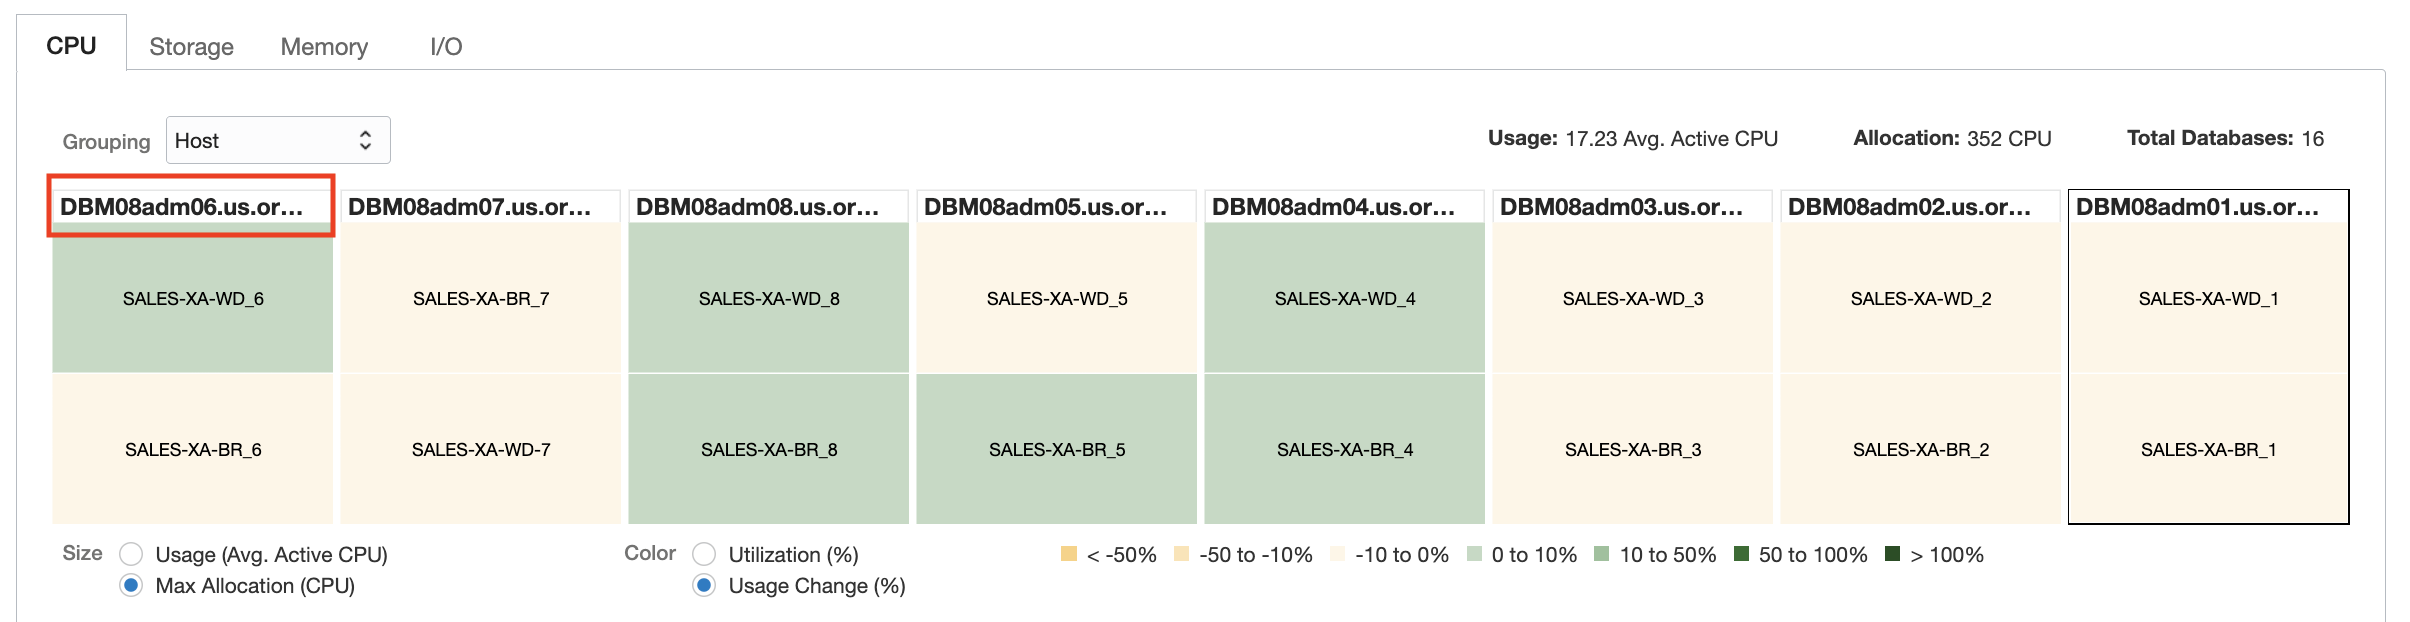 CPU Storage Memory I/O
Grouping Host Usage: 17.23 Avg. Active CPU Allocation: 352 CPU Total Databases: 16
DBM08adm06.us.or... DBM08adm07.us.or... DBM08adm08.us.or... DBM08adm05.us.or... DBM08adm04.us.or... DBM08adm03.us.or... DBM08adm02.us.or... DBM08adm01.us.or...
SALES-XA-WD_6 SALES-XA-BR_7 SALES-XA-WD_8 SALES-XA-WD_5 SALES-XA-WD_4 SALES-XA-WD_3 SALES-XA-WD_2 SALES-XA-WD_1
SALES-XA-BR_6 SALES-XA-WD-7 SALES-XA-BR_8 SALES-XA-BR_5 SALES-XA-BR_4 SALES-XA-BR_3 SALES-XA-BR_2 SALES-XA-BR_1
Size Usage (Avg. Active CPU) Color Utilization (%) < -50% -50 to -10% -10 to 0% 0 to 10% 10 to 50% 50 to 100% > 100%
Max Allocation (CPU) Usage Change (%)